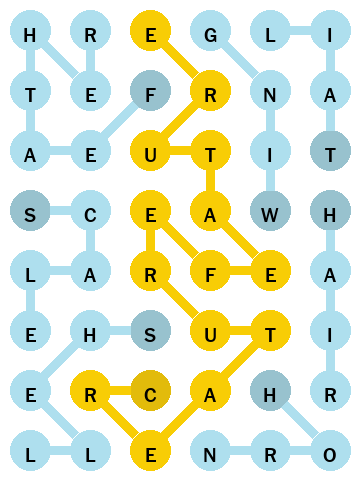 H R E G L I
T E F R N A
A E U T I T
S C E A W H
L A R F E A
E H S U T I
E R C A H R
L L E N R O